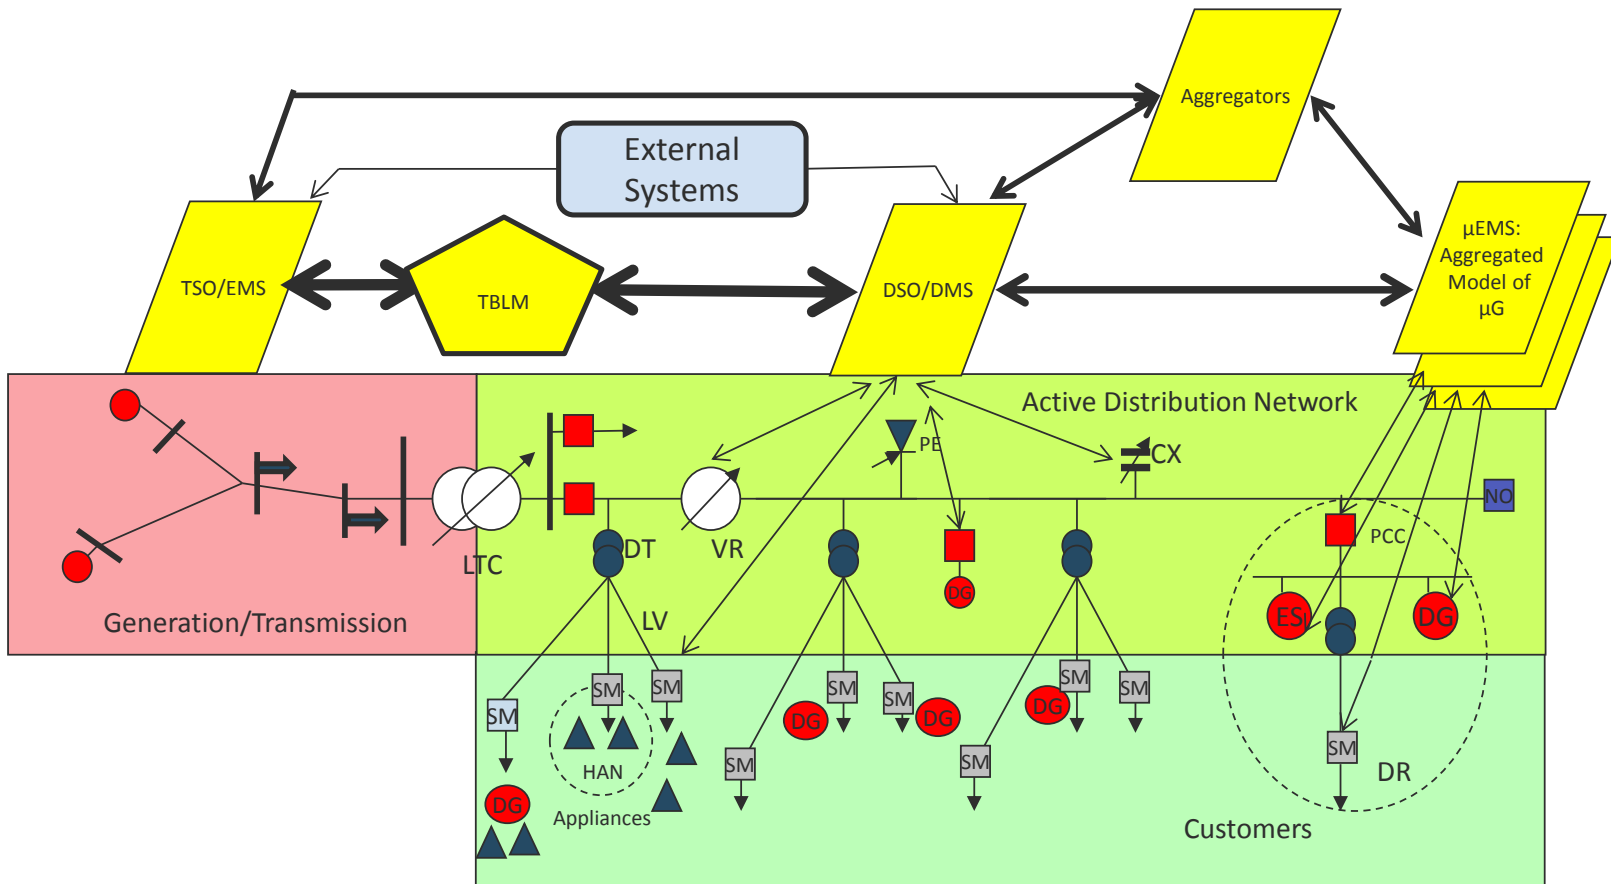 Aggregators
External
Systems
µEMS:
Aggregated
Model of
µG
TSO/EMS
TBLM
DSO/DMS
Active Distribution Network
PE
CX
NO
LTC
DT
VR
PCC
DG
ES
DG
LV
Generation/Transmission
SM
SM
SM
SM
SM
SM
SM
SM
DG
DG
DG
SM
SM
SM
HAN
DR
DG
Appliances
Customers